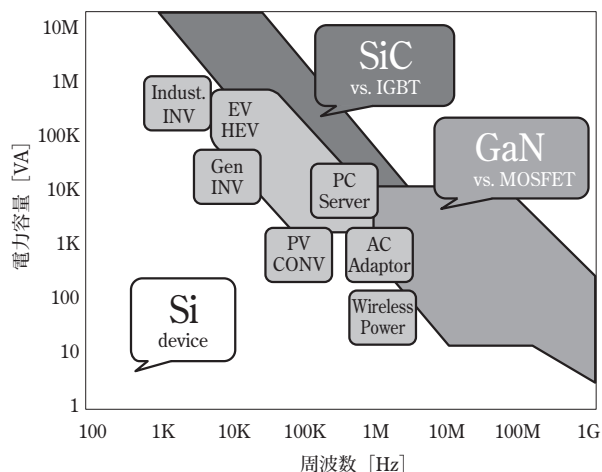 10M
1M
100K
10K
1K
100
10
1
電力容量 [VA]
SiC
vs. IGBT
GaN
vs. MOSFET
Indust.
INV
EV
HEV
Gen
INV
PC
Server
PV
CONV
AC
Adaptor
Wireless
Power
Si
device
100
1K
10K
100K
1M
10M
100M
1G
周波数 [Hz]